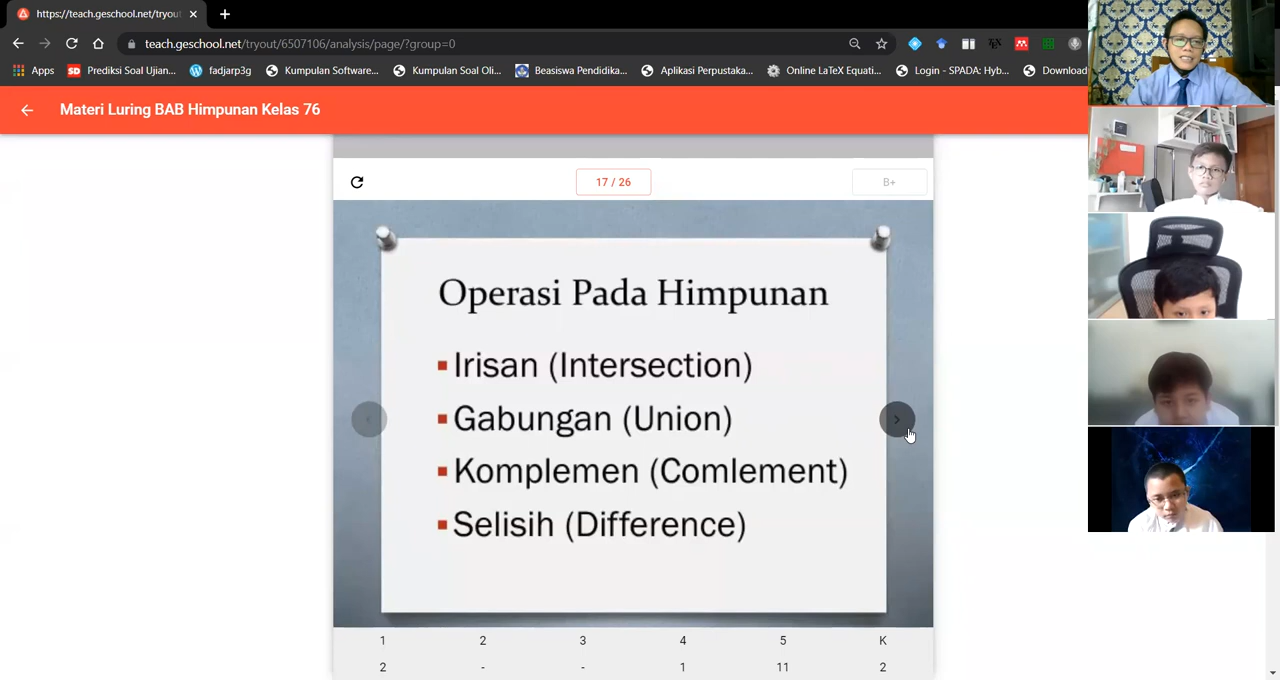 https://teach.geschool.net/tryout
teach.geschool.net/tryout/6507106/analysis/page/?group=0
Apps
SD
Prediksi Soal Ujian...
fadjarp3g
Kumpulan Software...
Kumpulan Soal Oli...
Beasiswa Pendidika...
Aplikasi Perpustaka...
Online LaTeX Equati...
Login - SPADA: Hyb...
Download
Materi Luring BAB Himpunan Kelas 76
17 / 26
B+
Operasi Pada Himpunan
Irisan (Intersection)
Gabungan (Union)
Komplemen (Comlement)
Selisih (Difference)
1 2 3 4 5 K
2 - - 1 11 2